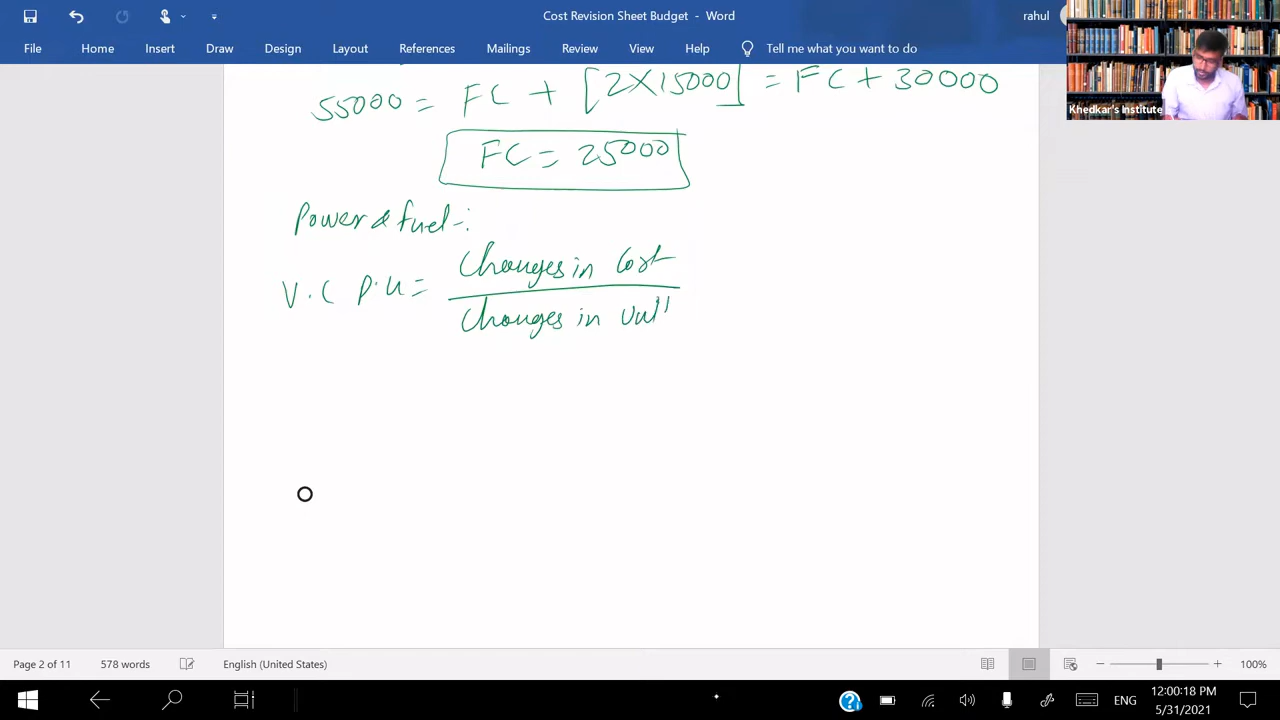 Cost Revision Sheet Budget - Word
rahul
File Home Insert Draw Design Layout References Mailings Review View Help Tell me what you want to do
Khedkar's Institute
55000 = FC + [2X15000] = FC + 30000
FC = 25000
Power & fuel -:
V.C P.U = Changes in Cost
Changes in Unit
Page 2 of 11 578 words English (United States) 100%
ENG
12:00:18 PM
5/31/2021